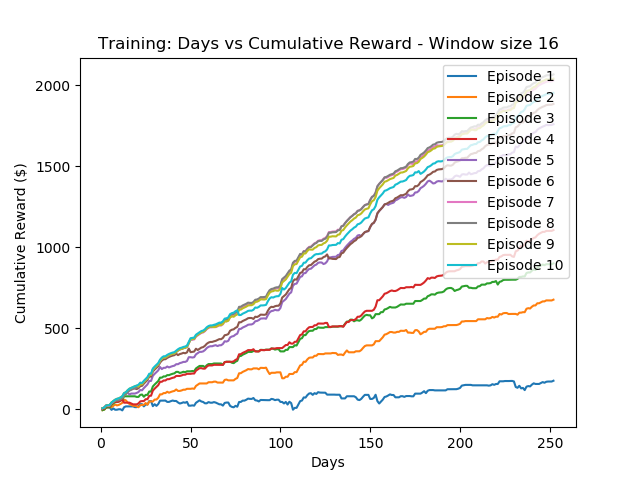 Training: Days vs Cumulative Reward - Window size 16
Cumulative Reward ($)
2000
1500
1000
500
0
0 50 100 150 200 250
Days
Episode 1
Episode 2
Episode 3
Episode 4
Episode 5
Episode 6
Episode 7
Episode 8
Episode 9
Episode 10